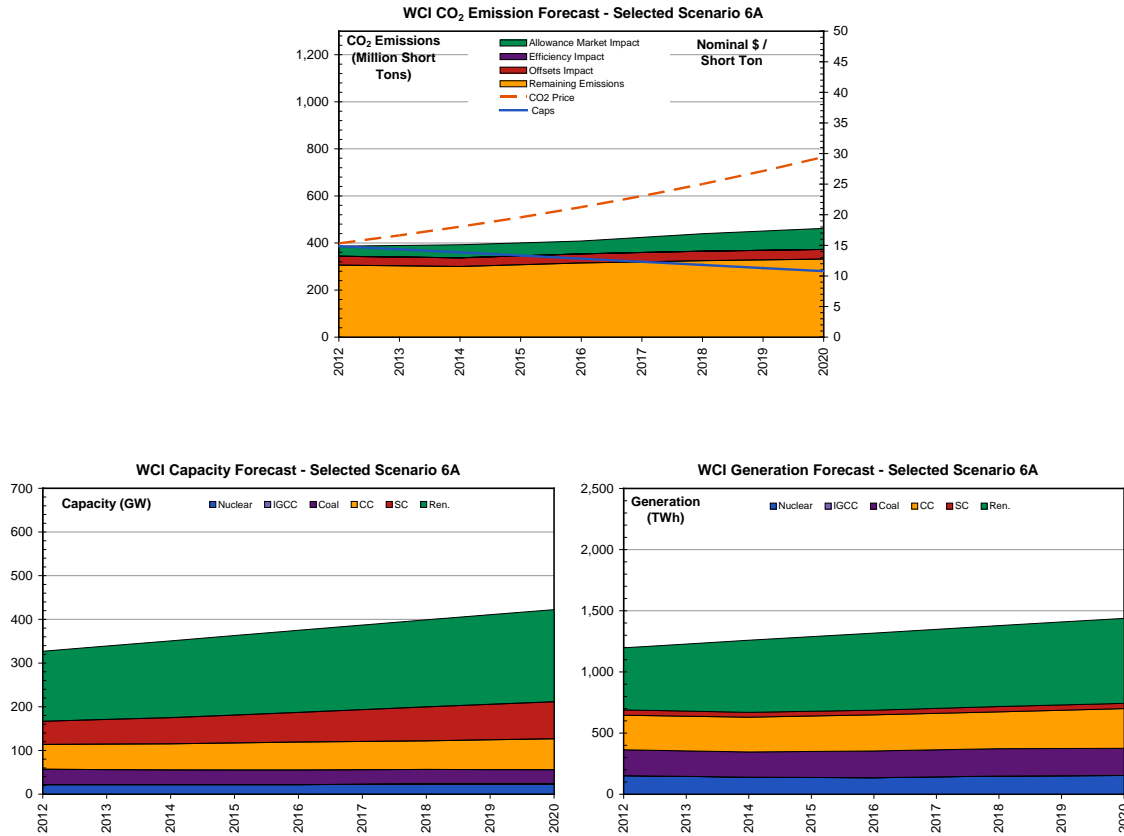 WCI CO₂ Emission Forecast - Selected Scenario 6A
CO₂ Emissions
(Million Short
Tons)
Nominal $ /
Short Ton
Allowance Market Impact
Efficiency Impact
Offsets Impact
Remaining Emissions
CO2 Price
Caps
1,200
1,000
800
600
400
200
0
50
45
40
35
30
25
20
15
10
5
0
2012 2013 2014 2015 2016 2017 2018 2019 2020
WCI Capacity Forecast - Selected Scenario 6A
Capacity (GW)
Nuclear IGCC Coal CC SC Ren.
700
600
500
400
300
200
100
0
2012 2013 2014 2015 2016 2017 2018 2019 2020
WCI Generation Forecast - Selected Scenario 6A
Generation
(TWh)
Nuclear IGCC Coal CC SC Ren.
2,500
2,000
1,500
1,000
500
0
2012 2013 2014 2015 2016 2017 2018 2019 2020